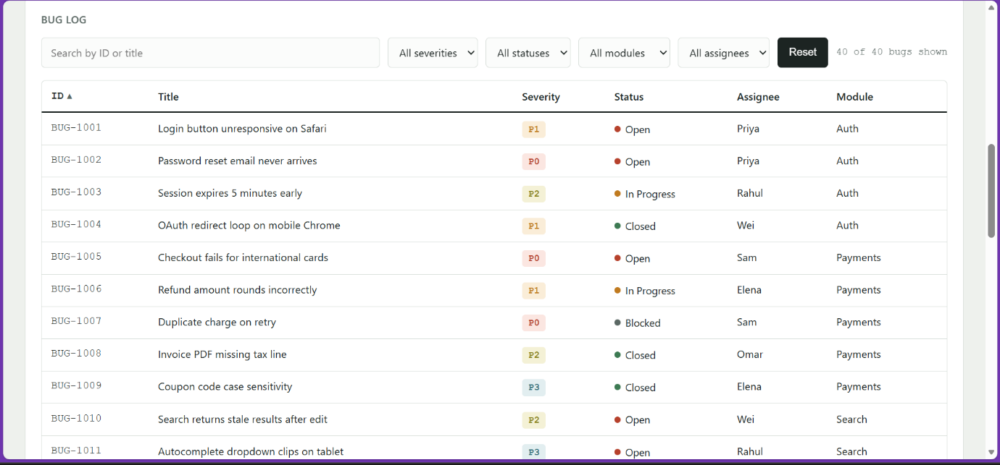 BUG LOG
Search by ID or title All severities All statuses All modules All assignees Reset 40 of 40 bugs shown
ID ▲ Title Severity Status Assignee Module
BUG-1001 Login button unresponsive on Safari P1 Open Priya Auth
BUG-1002 Password reset email never arrives P0 Open Priya Auth
BUG-1003 Session expires 5 minutes early P2 In Progress Rahul Auth
BUG-1004 OAuth redirect loop on mobile Chrome P1 Closed Wei Auth
BUG-1005 Checkout fails for international cards P0 Open Sam Payments
BUG-1006 Refund amount rounds incorrectly P1 In Progress Elena Payments
BUG-1007 Duplicate charge on retry P0 Blocked Sam Payments
BUG-1008 Invoice PDF missing tax line P2 Closed Omar Payments
BUG-1009 Coupon code case sensitivity P3 Closed Elena Payments
BUG-1010 Search returns stale results after edit P2 Open Wei Search
BUG-1011 Autocomplete dropdown clips on tablet P3 Open Rahul Search